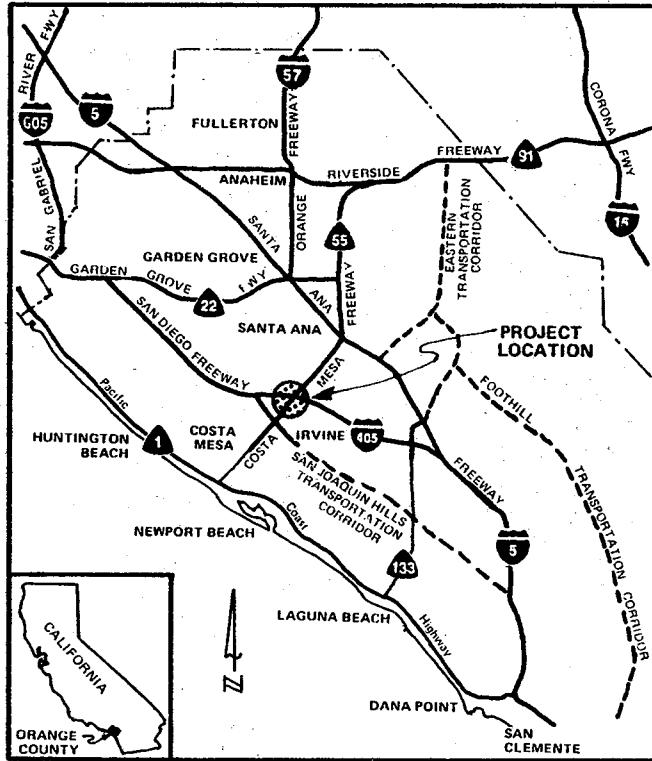 RIVER FWY
605
SAN GABRIEL
5
57
FULLERTON
FREEWAY
ORANGE
CORONA FWY
15
91
RIVERSIDE FREEWAY
ANAHEIM
SANTA ANA
55
FREEWAY
EASTERN
TRANSPORTATION
CORRIDOR
GARDEN GROVE
GARDEN GROVE FWY
22
SANTA ANA
SAN DIEGO FREEWAY
PROJECT
LOCATION
COSTA MESA
FOOTHILL TRANSPORTATION CORRIDOR
Pacific Coast Highway
HUNTINGTON
BEACH
1
COSTA
MESA
IRVINE
405
FREEWAY
SAN JOAQUIN HILLS
TRANSPORTATION
CORRIDOR
NEWPORT BEACH
133
5
LAGUNA BEACH
DANA POINT
SAN
CLEMENTE
N
CALIFORNIA
ORANGE
COUNTY